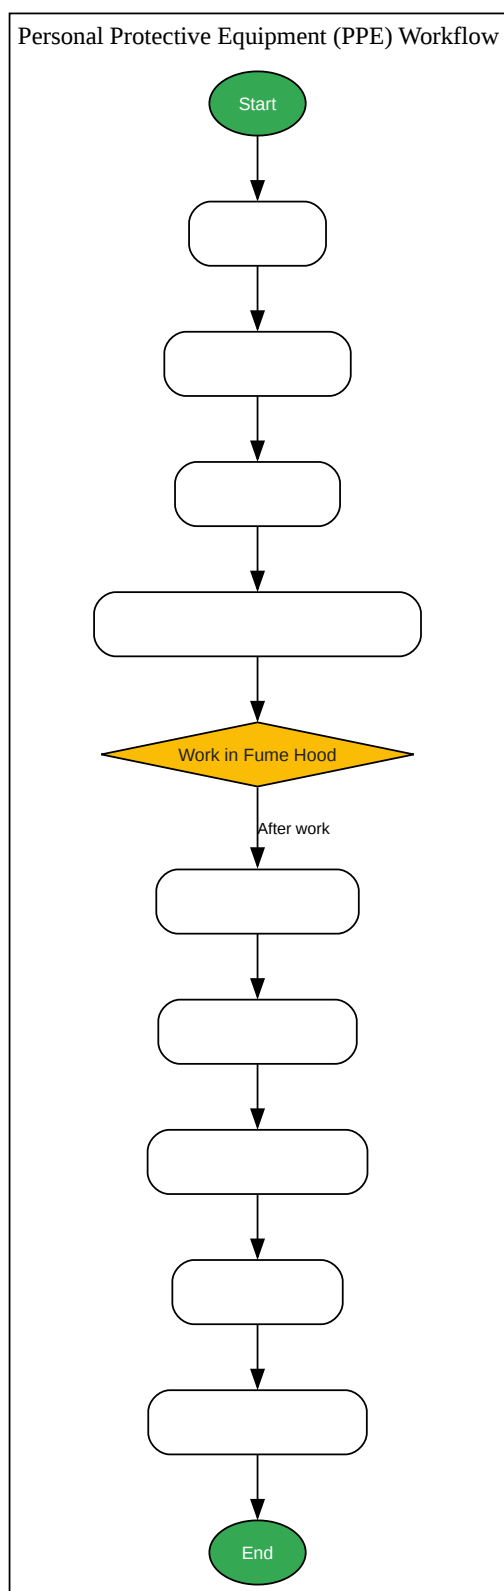 Personal Protective Equipment (PPE) Workflow
Start
Work in Fume Hood
After work
End